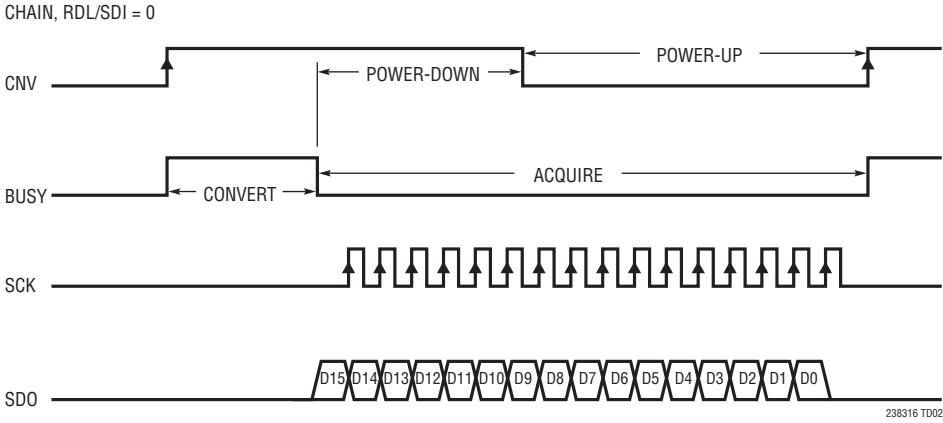 CHAIN, RDL/SDI = 0
CNV
POWER-DOWN
POWER-UP
BUSY
CONVERT
ACQUIRE
SCK
SDO
D15 D14 D13 D12 D11 D10 D9 D8 D7 D6 D5 D4 D3 D2 D1 D0
238316 TD02